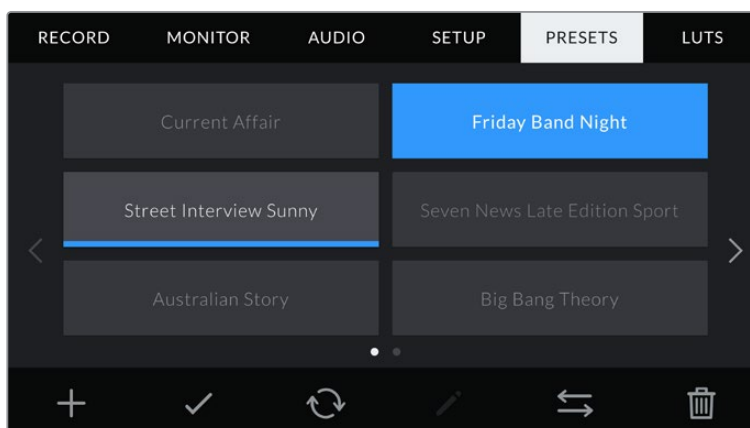 RECORD MONITOR AUDIO SETUP PRESETS LUTS
Current Affair Friday Band Night
Street Interview Sunny Seven News Late Edition Sport
Australian Story Big Bang Theory